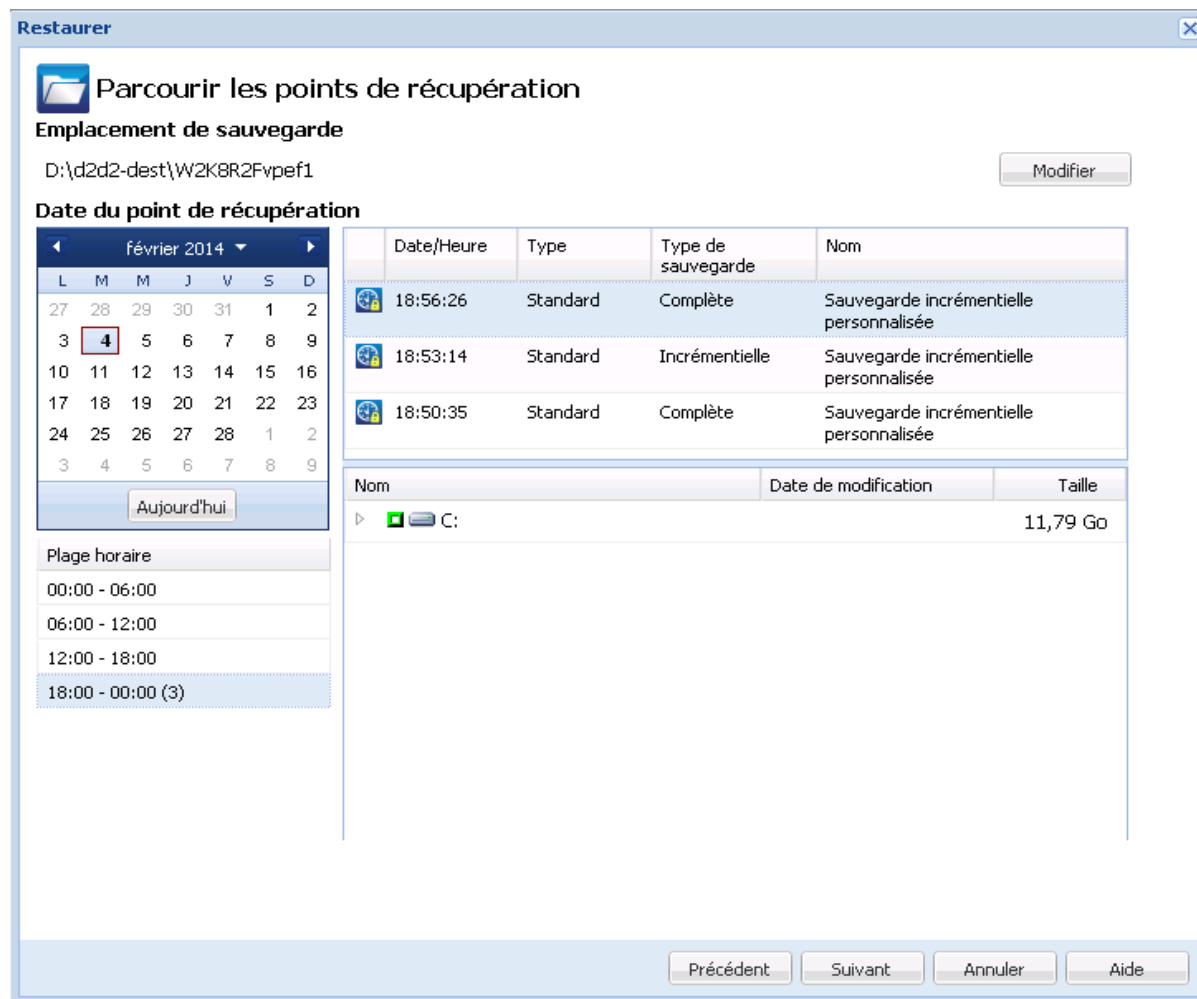 Restaurer
Parcourir les points de récupération
Emplacement de sauvegarde
D:\d2d2-dest\W2K8R2Fvpef1
Modifier
Date du point de récupération
février 2014
L M M J V S D
27 28 29 30 31 1 2
3 4 5 6 7 8 9
10 11 12 13 14 15 16
17 18 19 20 21 22 23
24 25 26 27 28 1 2
3 4 5 6 7 8 9
Aujourd'hui
Plage horaire
00:00 - 06:00
06:00 - 12:00
12:00 - 18:00
18:00 - 00:00 (3)
Date/Heure Type Type de sauvegarde Nom
18:56:26 Standard Complète Sauvegarde incrémentielle personnalisée
18:53:14 Standard Incrémentielle Sauvegarde incrémentielle personnalisée
18:50:35 Standard Complète Sauvegarde incrémentielle personnalisée
Nom Date de modification Taille
C: 11,79 Go
Précédent Suivant Annuler Aide